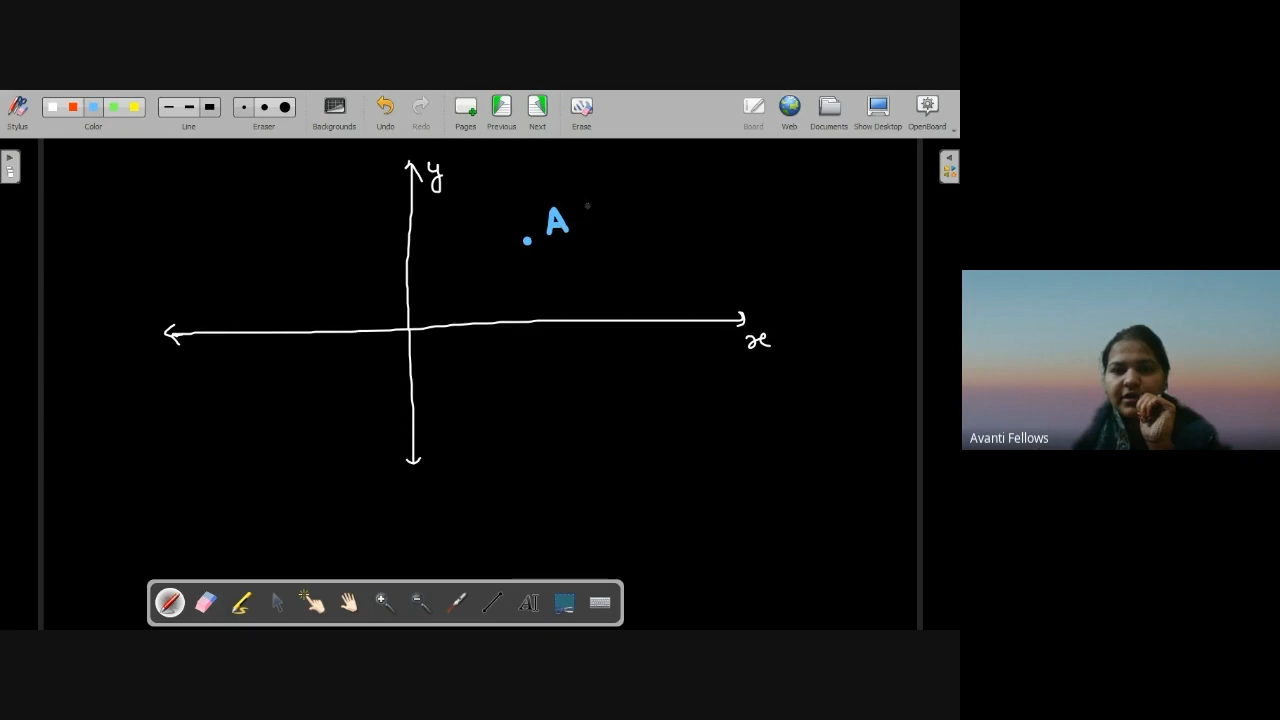 Stylus
Color
Line
Eraser
Backgrounds
Undo
Redo
Pages
Previous
Next
Erase
Board
Web
Documents
Show Desktop
OpenBoard
y
A
x
Avanti Fellows
AI